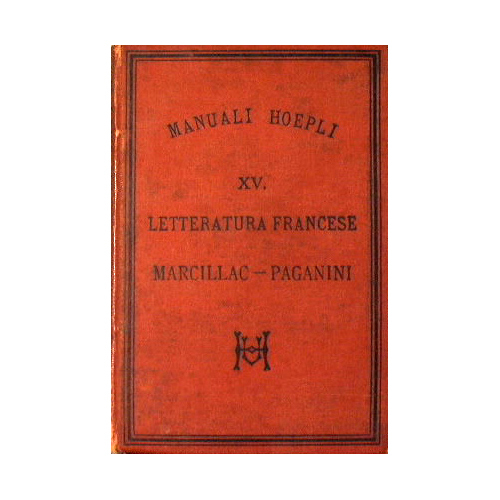 MANUALI HOEPLI
XV.
LETTERATURA FRANCESE
MARCILLAC — PAGANINI